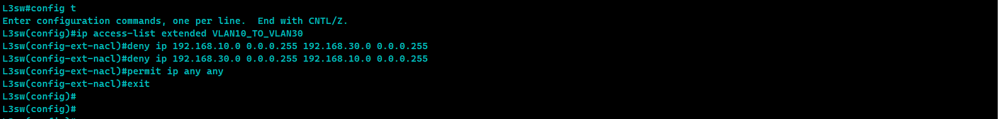 L3sw#config t
Enter configuration commands, one per line.  End with CNTL/Z.
L3sw(config)#ip access-list extended VLAN10_TO_VLAN30
L3sw(config-ext-nacl)#deny ip 192.168.10.0 0.0.0.255 192.168.30.0 0.0.0.255
L3sw(config-ext-nacl)#deny ip 192.168.30.0 0.0.0.255 192.168.10.0 0.0.0.255
L3sw(config-ext-nacl)#permit ip any any
L3sw(config-ext-nacl)#exit
L3sw(config)#
L3sw(config)#